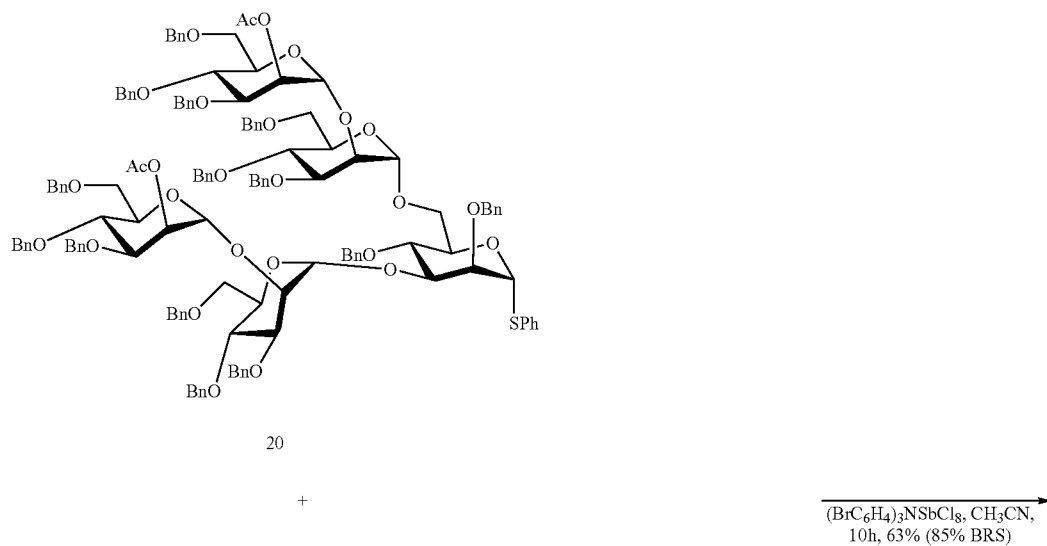 AcO
BnO
O
BnO
BnO
O
BnO
O
AcO
BnO
BnO
BnO
O
O
OBn
BnO
BnO
O
BnO
O
O
O
BnO
SPh
BnO
BnO
20
+
(BrC6H4)3NSbCl8, CH3CN,
10h, 63% (85% BRS)